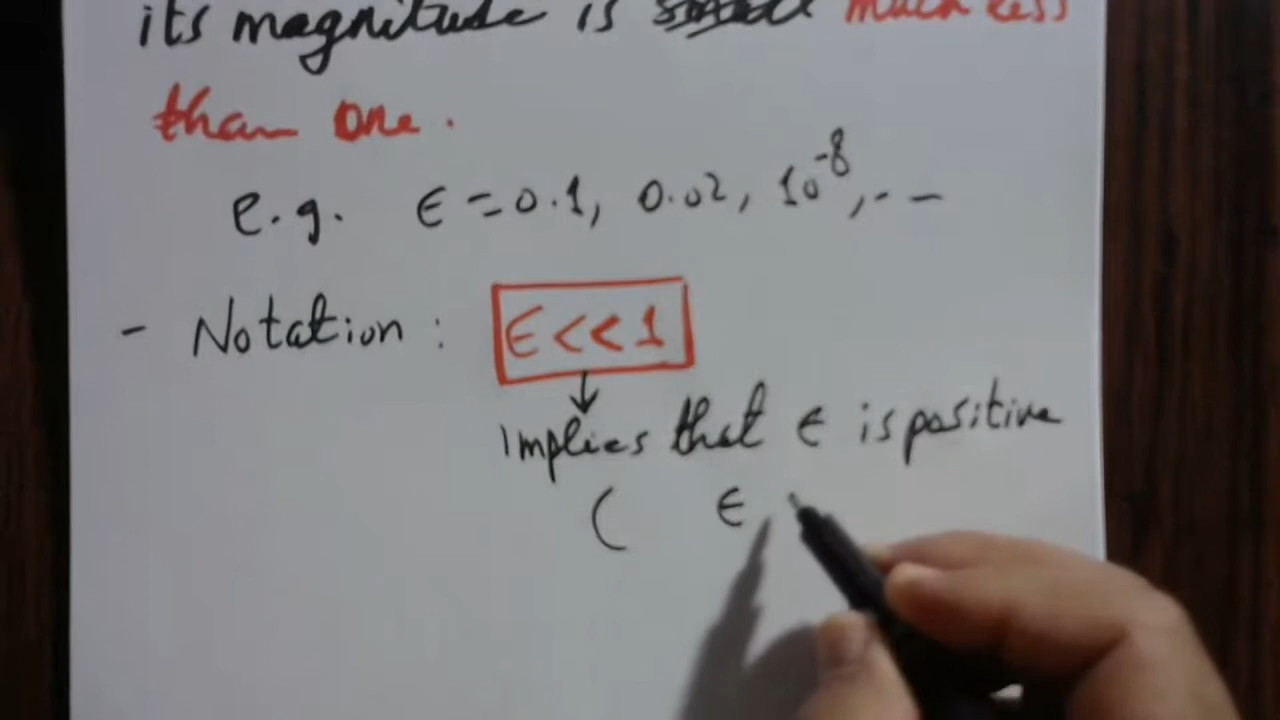 its magnitude is small much less
than one.
e.g. ϵ = 0.1, 0.02, 10⁻⁸, ...
- Notation : ϵ << 1
implies that ϵ is positive
( ϵ